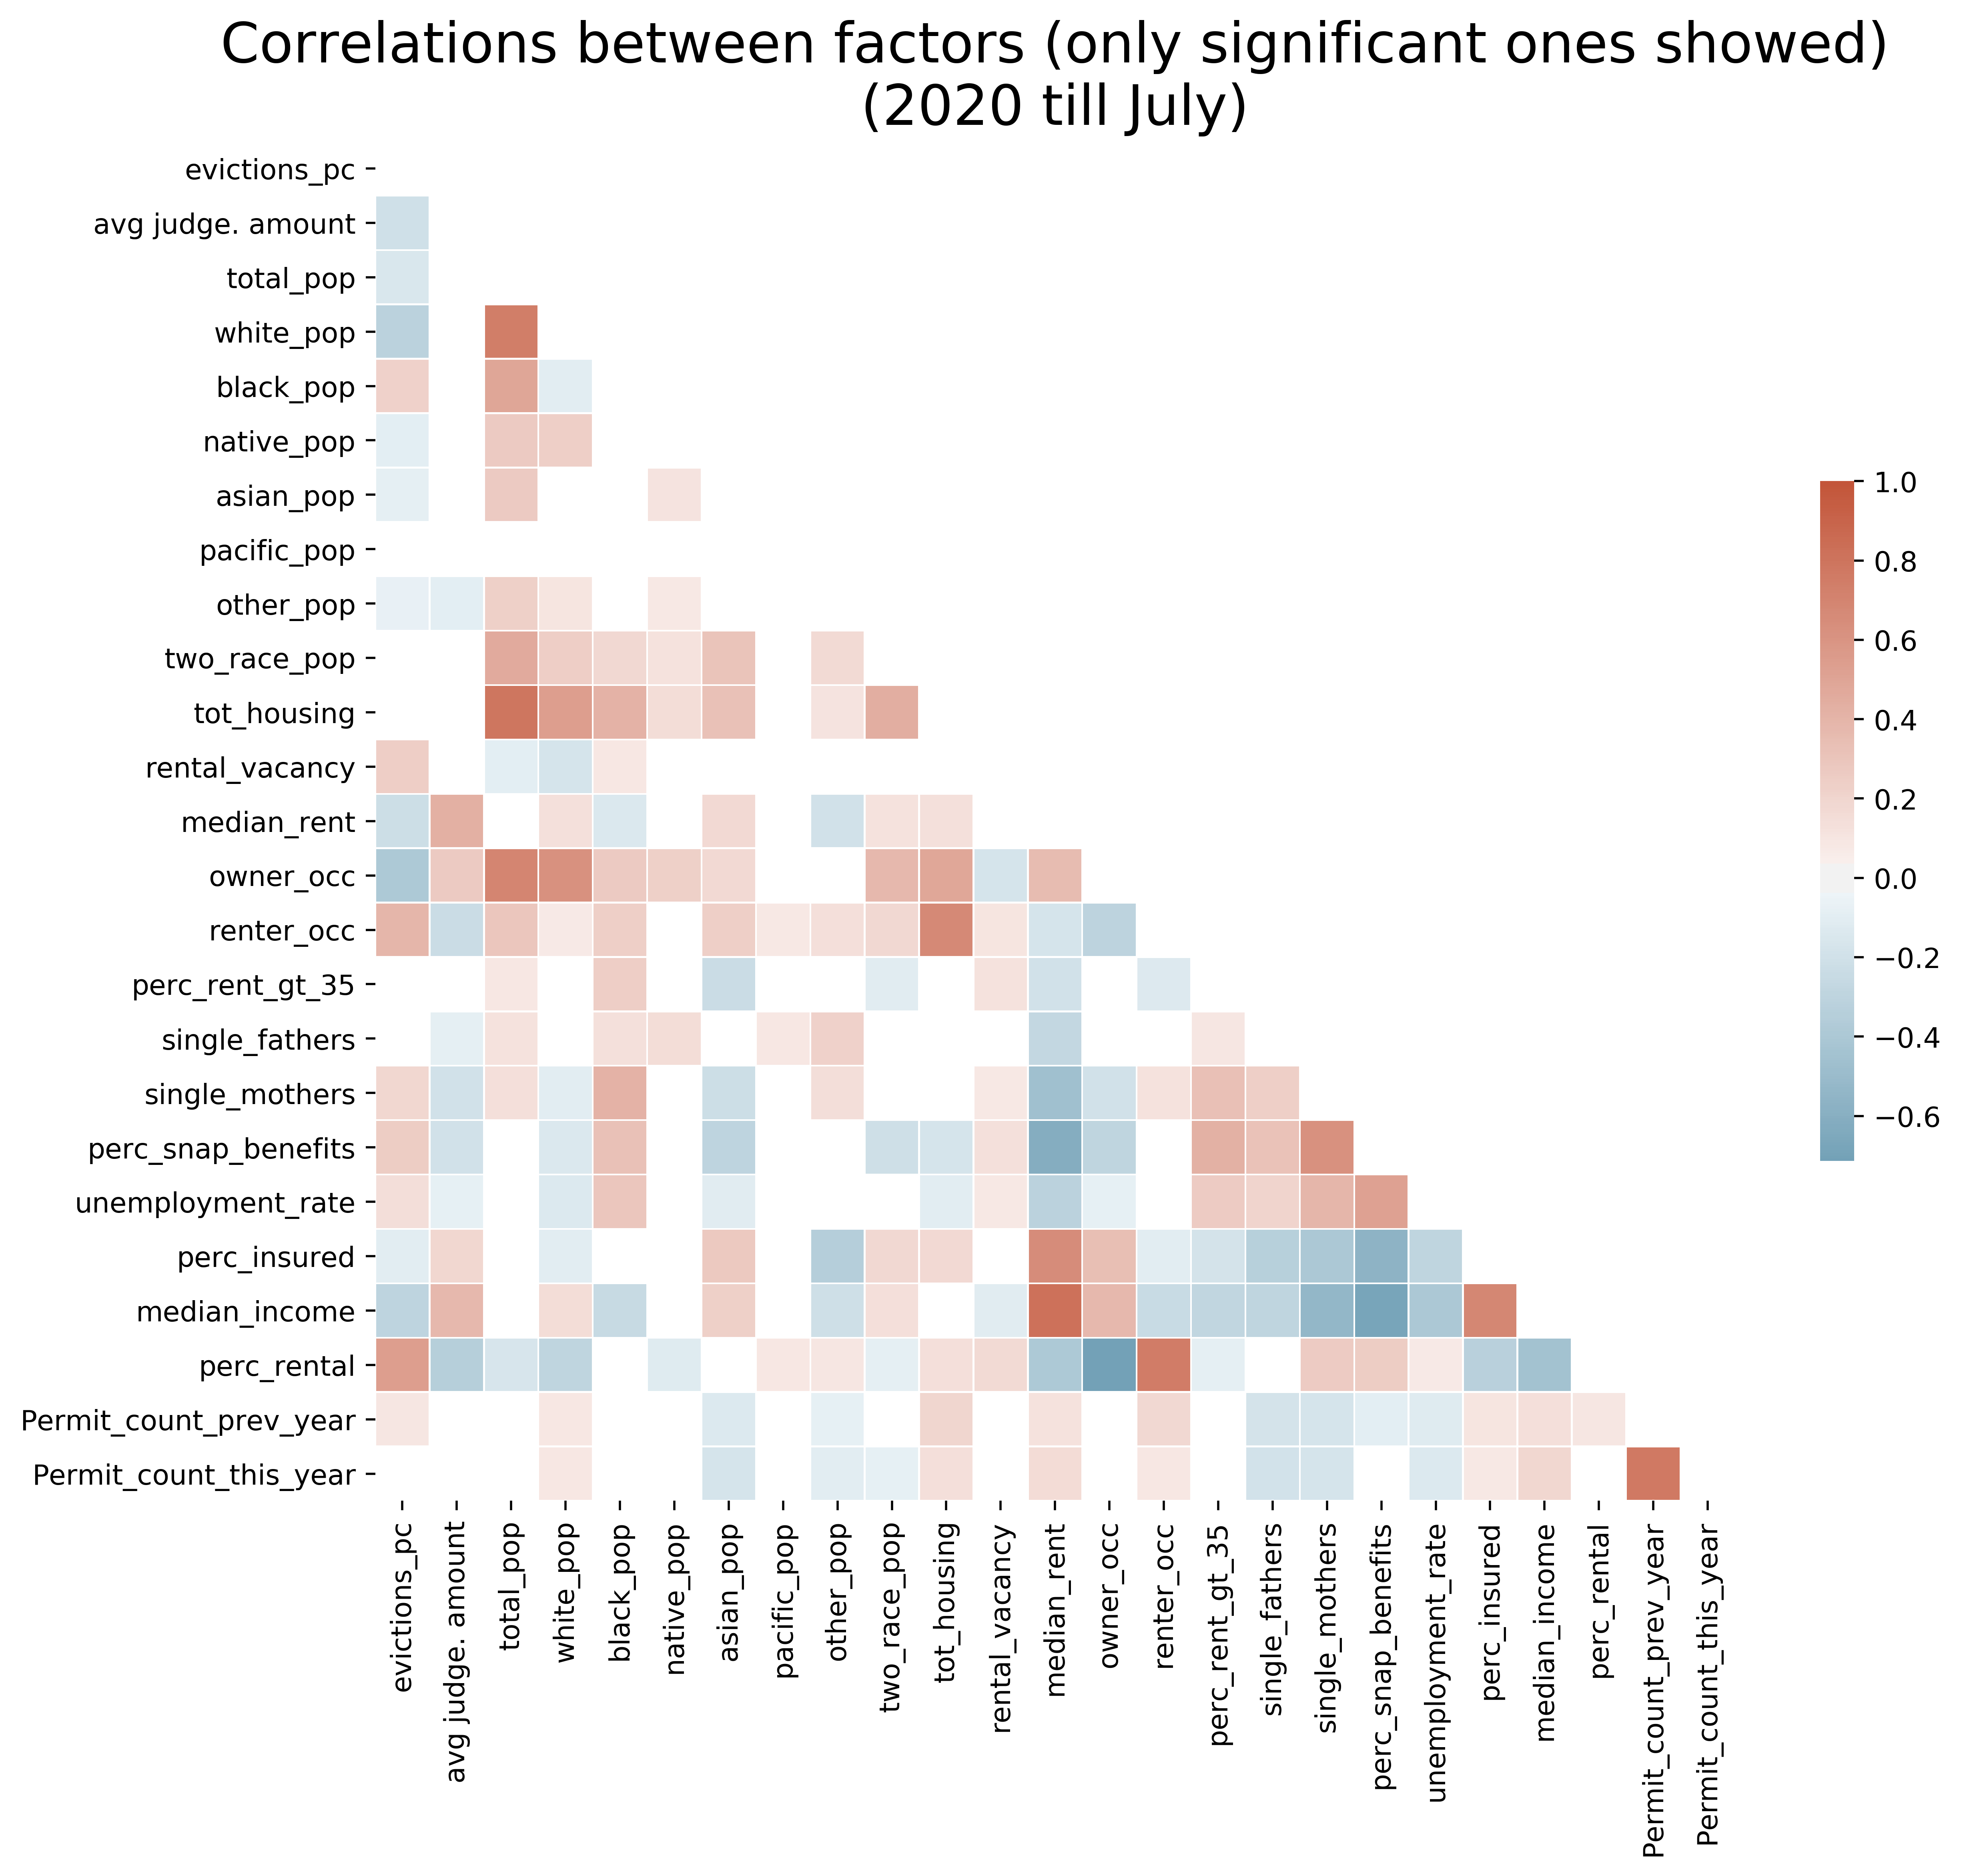 Correlations between factors (only significant ones showed)
(2020 till July)
evictions_pc
avg judge. amount
total_pop
white_pop
black_pop
native_pop
asian_pop
pacific_pop
other_pop
two_race_pop
tot_housing
rental_vacancy
median_rent
owner_occ
renter_occ
perc_rent_gt_35
single_fathers
single_mothers
perc_snap_benefits
unemployment_rate
perc_insured
median_income
perc_rental
Permit_count_prev_year
Permit_count_this_year
evictions_pc
avg judge. amount
total_pop
white_pop
black_pop
native_pop
asian_pop
pacific_pop
other_pop
two_race_pop
tot_housing
rental_vacancy
median_rent
owner_occ
renter_occ
perc_rent_gt_35
single_fathers
single_mothers
perc_snap_benefits
unemployment_rate
perc_insured
median_income
perc_rental
Permit_count_prev_year
Permit_count_this_year
1.0
0.8
0.6
0.4
0.2
0.0
−0.2
−0.4
−0.6